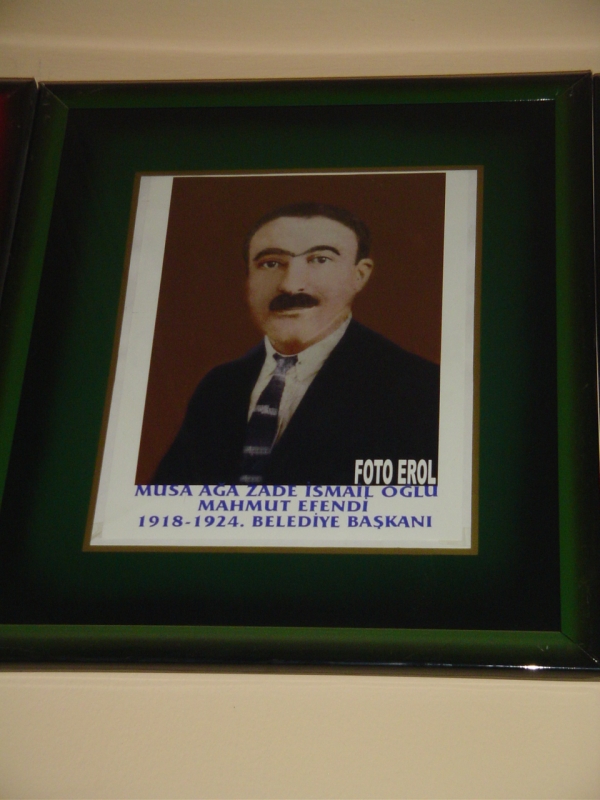 FOTO EROL
MUSA AĞA ZADE İSMAİL OĞLU
MAHMUT EFENDİ
1918-1924. BELEDİYE BAŞKANI